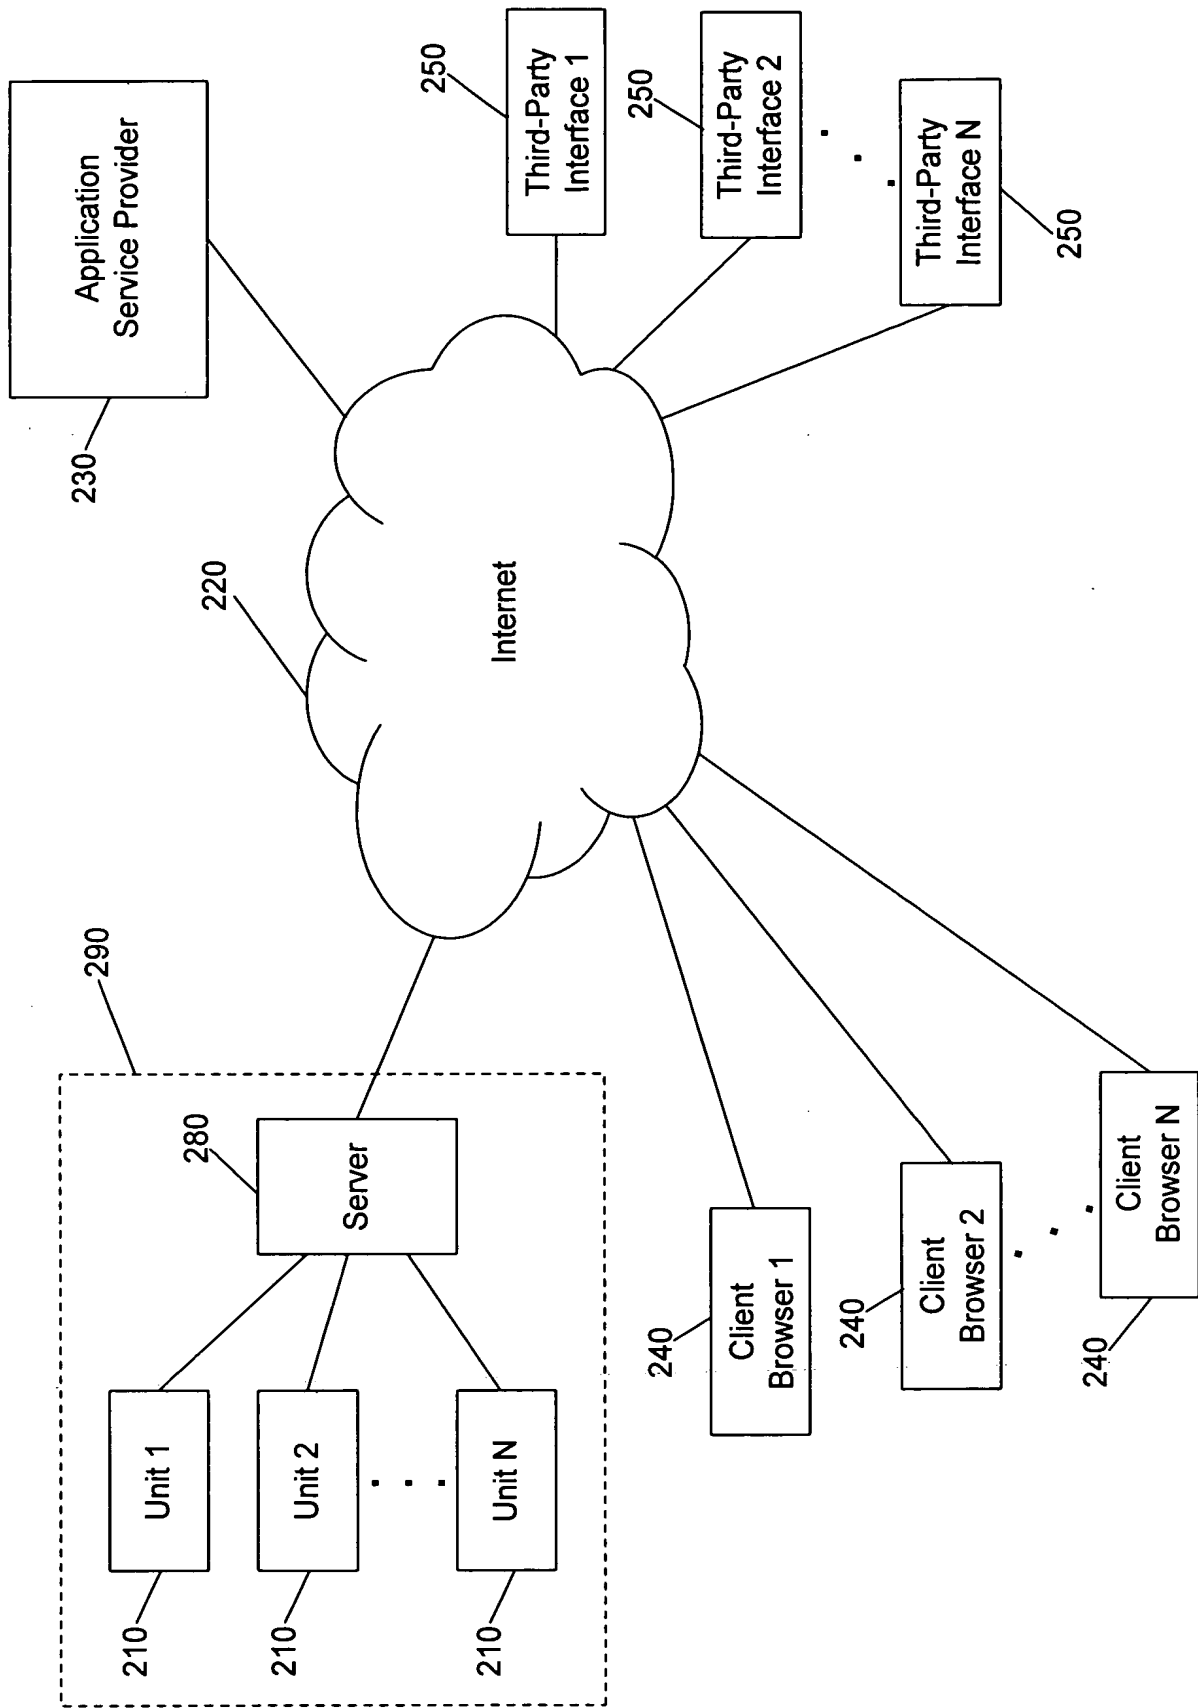 290
210
Unit 1
210
Unit 2
210
Unit N
280
Server
220
Internet
230
Application
Service Provider
250
Third-Party
Interface 1
250
Third-Party
Interface 2
Third-Party
Interface N
250
240
Client
Browser 1
240
Client
Browser 2
240
Client
Browser N